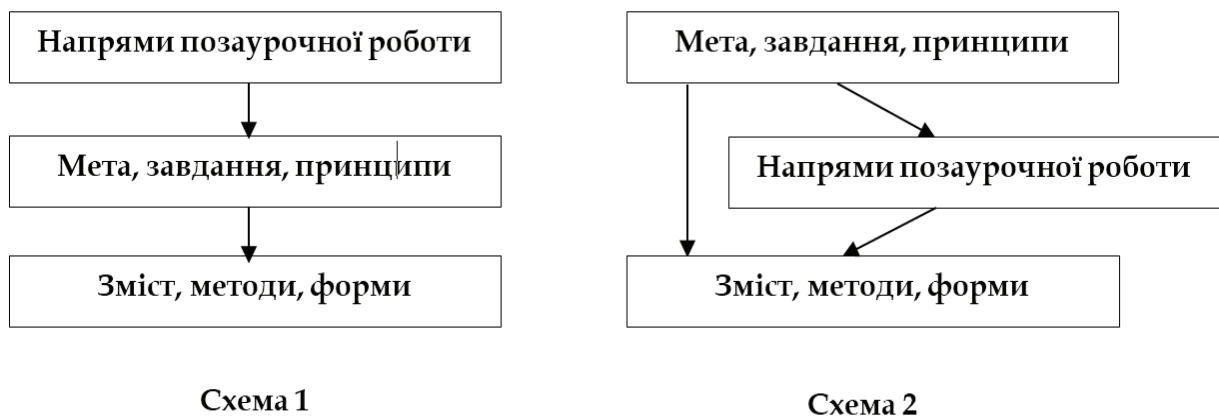 Напрями позаурочної роботи
Мета, завдання, принципи
Зміст, методи, форми
Схема 1
Мета, завдання, принципи
Напрями позаурочної роботи
Зміст, методи, форми
Схема 2